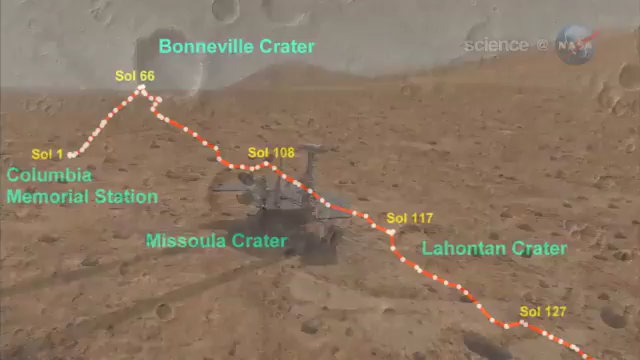 Bonneville Crater
science @ NASA
Sol 66
Sol 1
Sol 108
Columbia
Memorial Station
Sol 117
Missoula Crater
Lahontan Crater
Sol 127